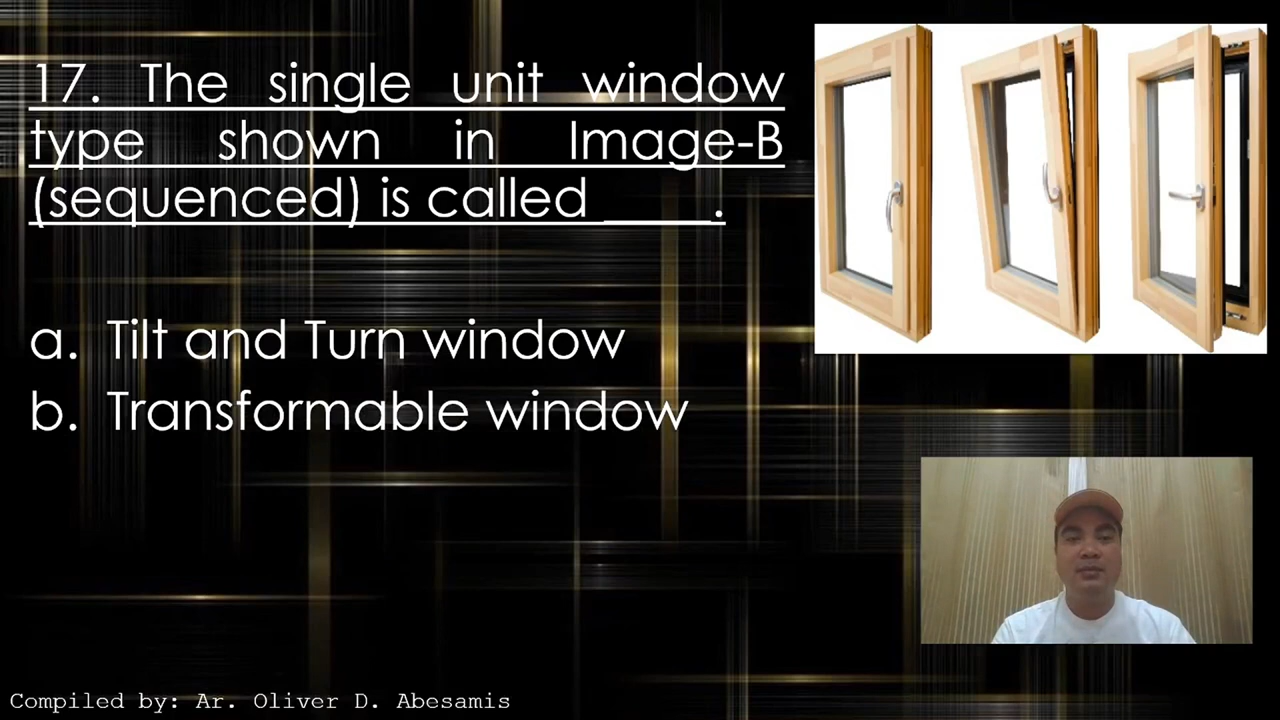 17. The single unit window
type shown in Image-B
(sequenced) is called ____.
a. Tilt and Turn window
b. Transformable window
Compiled by: Ar. Oliver D. Abesamis